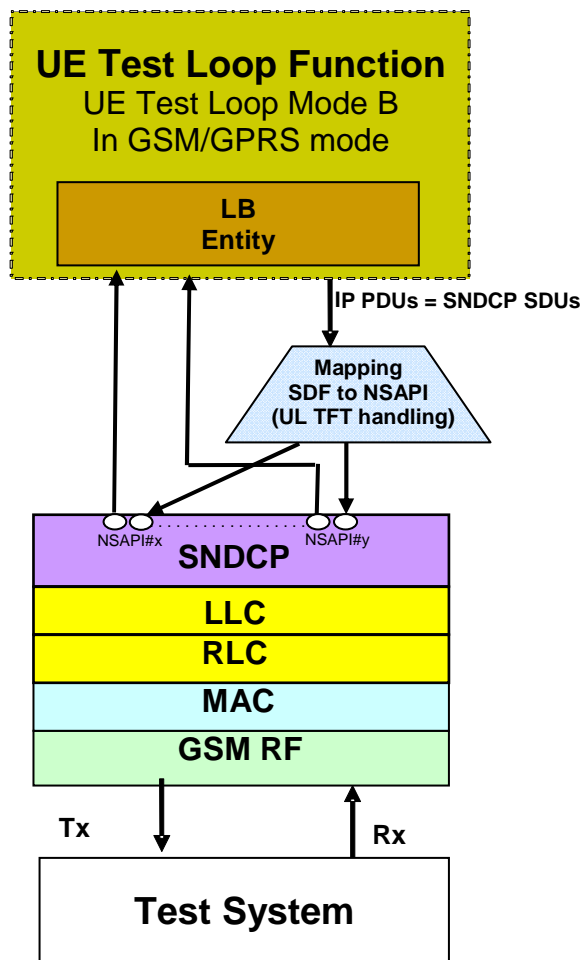 UE Test Loop Function
UE Test Loop Mode B
In GSM/GPRS mode
LB
Entity
IP PDUs = SNDCP SDUs
Mapping
SDF to NSAPI
(UL TFT handling)
NSAPI#x
NSAPI#y
SNDCP
LLC
RLC
MAC
GSM RF
Tx
Rx
Test System